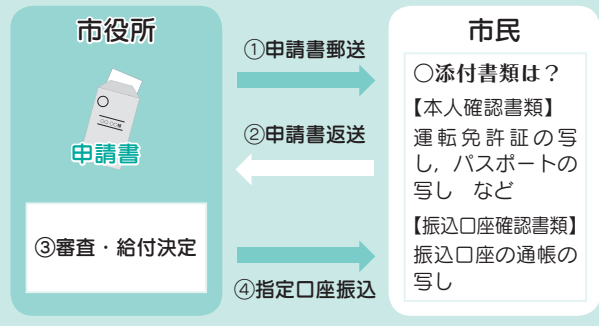 市役所
申請書
③審査・給付決定
①申請書郵送
②申請書返送
④指定口座振込
市民
○添付書類は？
【本人確認書類】
運転免許証の写
し，パスポートの
写し　など
【振込口座確認書類】
振込口座の通帳の
写し